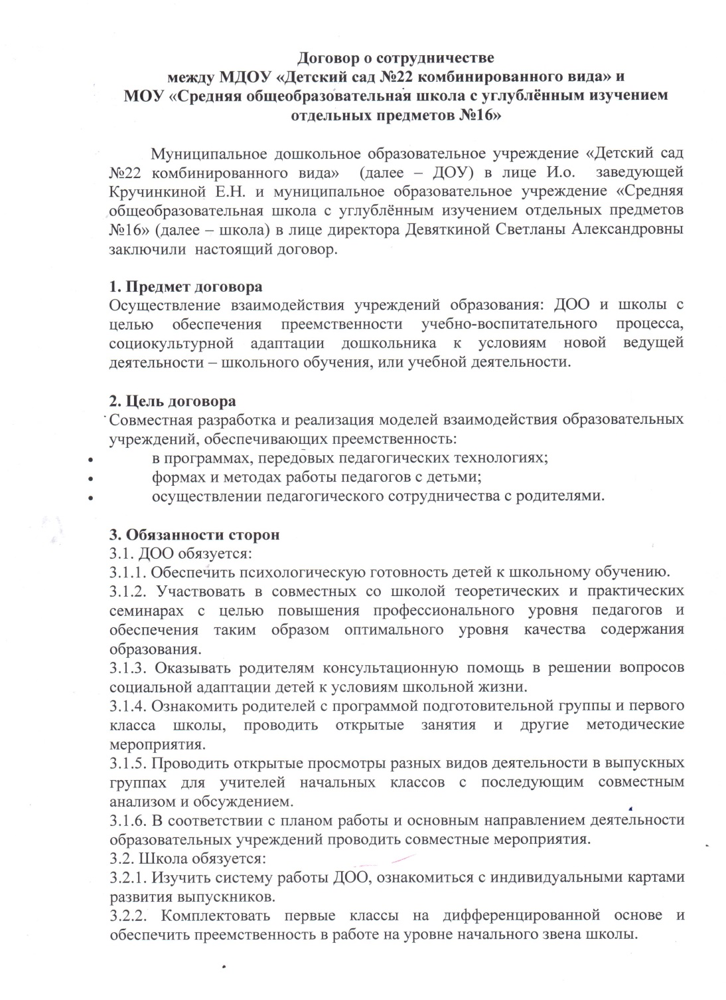 Договор о сотрудничестве
между МДОУ «Детский сад №22 комбинированного вида» и
МОУ «Средняя общеобразовательная школа с углублённым изучением
отдельных предметов №16»
Муниципальное дошкольное образовательное учреждение «Детский сад
№22 комбинированного вида» (далее – ДОУ) в лице И.о. заведующей
Кручинкиной Е.Н. и муниципальное образовательное учреждение «Средняя
общеобразовательная школа с углублённым изучением отдельных предметов
№16» (далее – школа) в лице директора Девяткиной Светланы Александровны
заключили настоящий договор.
1. Предмет договора
Осуществление взаимодействия учреждений образования: ДОО и школы с
целью обеспечения преемственности учебно-воспитательного процесса,
социокультурной адаптации дошкольника к условиям новой ведущей
деятельности – школьного обучения, или учебной деятельности.
2. Цель договора
Совместная разработка и реализация моделей взаимодействия образовательных
учреждений, обеспечивающих преемственность:
• в программах, передовых педагогических технологиях;
• формах и методах работы педагогов с детьми;
• осуществлении педагогического сотрудничества с родителями.
3. Обязанности сторон
3.1. ДОО обязуется:
3.1.1. Обеспечить психологическую готовность детей к школьному обучению.
3.1.2. Участвовать в совместных со школой теоретических и практических
семинарах с целью повышения профессионального уровня педагогов и
обеспечения таким образом оптимального уровня качества содержания
образования.
3.1.3. Оказывать родителям консультационную помощь в решении вопросов
социальной адаптации детей к условиям школьной жизни.
3.1.4. Ознакомить родителей с программой подготовительной группы и первого
класса школы, проводить открытые занятия и другие методические
мероприятия.
3.1.5. Проводить открытые просмотры разных видов деятельности в выпускных
группах для учителей начальных классов с последующим совместным
анализом и обсуждением.
3.1.6. В соответствии с планом работы и основным направлением деятельности
образовательных учреждений проводить совместные мероприятия.
3.2. Школа обязуется:
3.2.1. Изучить систему работы ДОО, ознакомиться с индивидуальными картами
развития выпускников.
3.2.2. Комплектовать первые классы на дифференцированной основе и
обеспечить преемственность в работе на уровне начального звена школы.